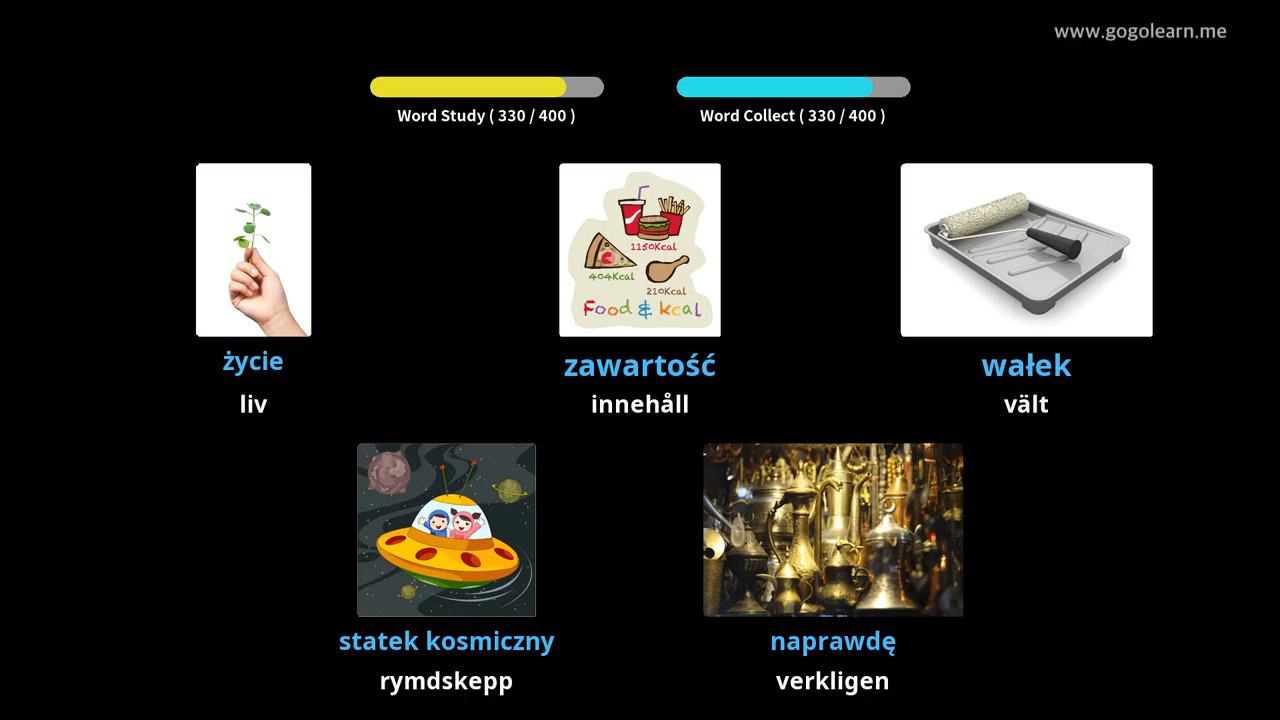 www.gogolearn.me
Word Study ( 330 / 400 )
Word Collect ( 330 / 400 )
1150Kcal
404Kcal
210Kcal
Food & kcal
życie
zawartość
wałek
liv
innehåll
vält
statek kosmiczny
naprawdę
rymdskepp
verkligen